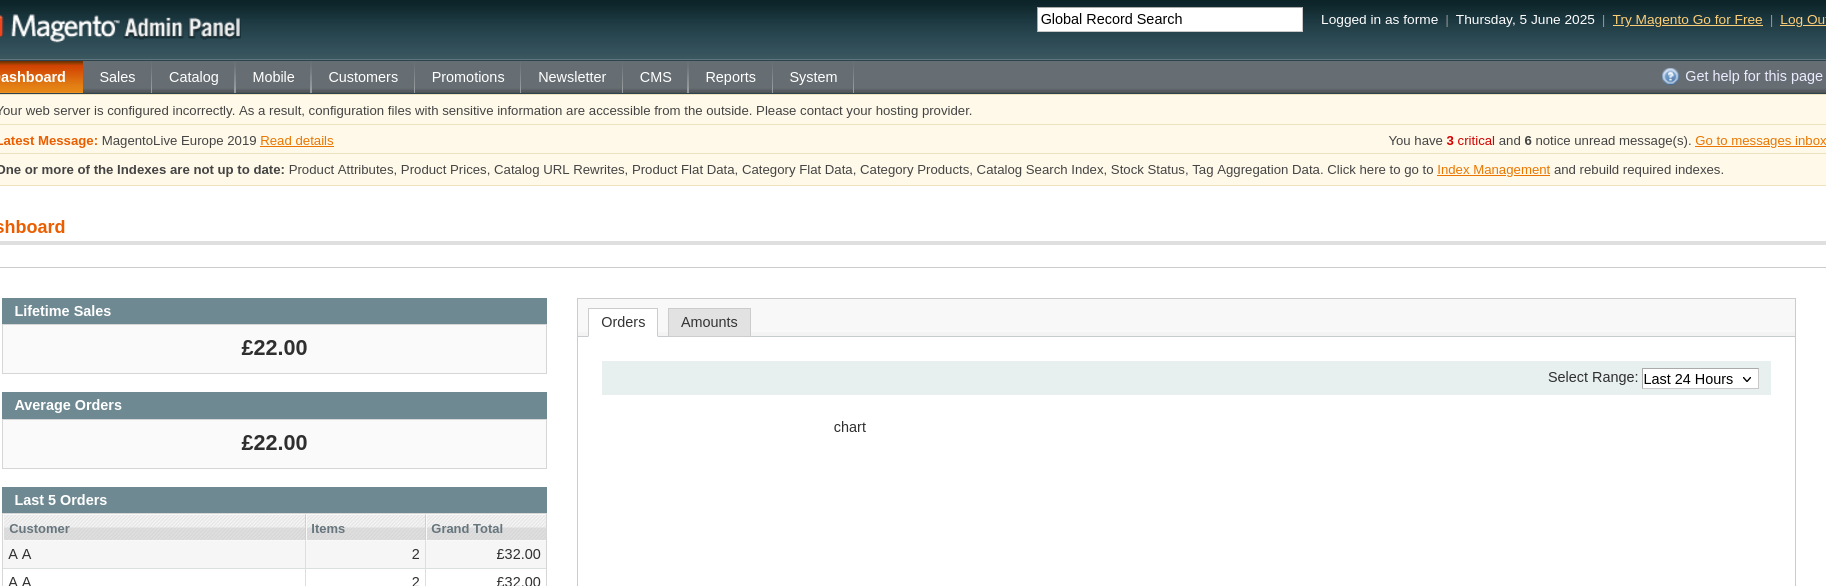 Magento™ Admin Panel
Global Record Search
Logged in as forme | Thursday, 5 June 2025 | Try Magento Go for Free | Log Ou
ashboard Sales Catalog Mobile Customers Promotions Newsletter CMS Reports System
Get help for this page
Your web server is configured incorrectly. As a result, configuration files with sensitive information are accessible from the outside. Please contact your hosting provider.
Latest Message: MagentoLive Europe 2019 Read details
You have 3 critical and 6 notice unread message(s). Go to messages inbox
One or more of the Indexes are not up to date: Product Attributes, Product Prices, Catalog URL Rewrites, Product Flat Data, Category Flat Data, Category Products, Catalog Search Index, Stock Status, Tag Aggregation Data. Click here to go to Index Management and rebuild required indexes.
shboard
Lifetime Sales
£22.00
Average Orders
£22.00
Last 5 Orders
Customer Items Grand Total
A A 2 £32.00
A A 2 £32.00
Orders Amounts
Select Range: Last 24 Hours
chart